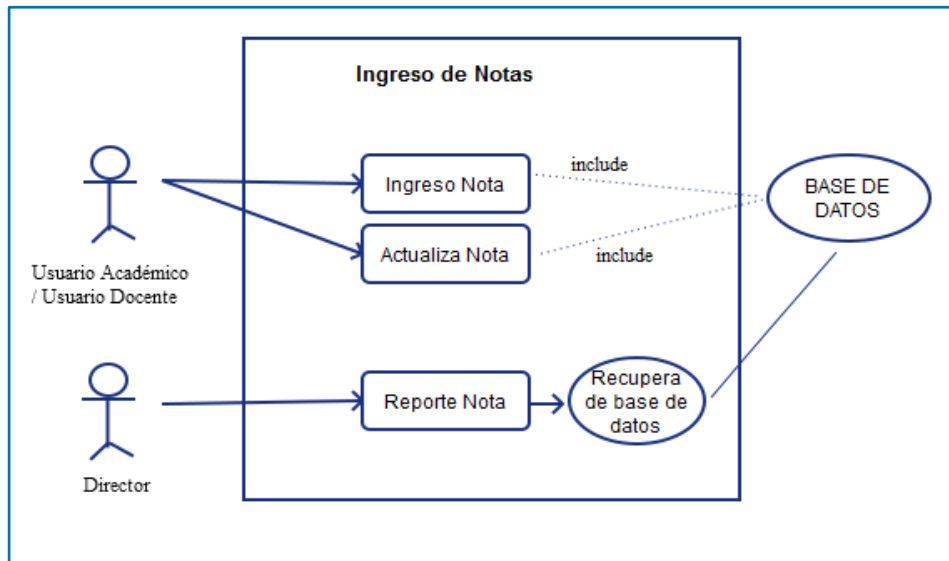 Ingreso de Notas
Ingreso Nota
include
BASE DE
DATOS
Actualiza Nota
include
Usuario Académico
/ Usuario Docente
Reporte Nota
Recupera
de base de
datos
Director